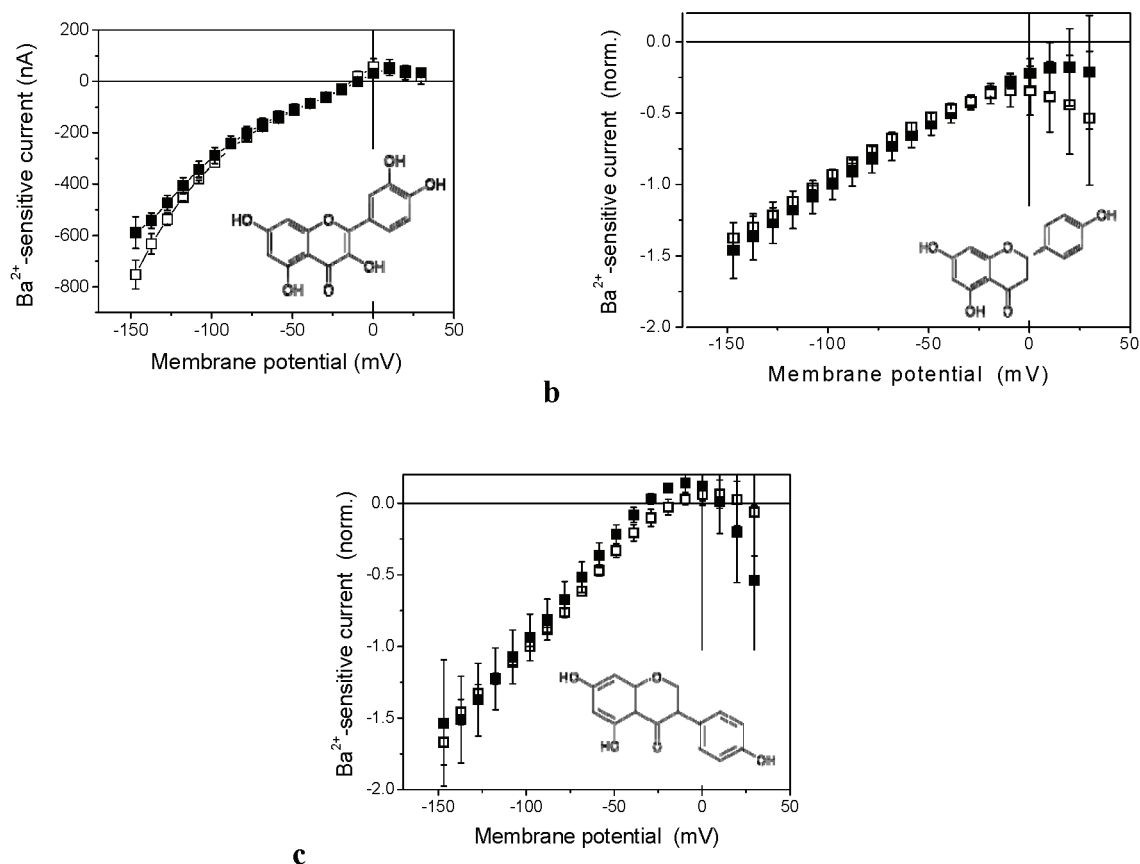 Ba²⁺-sensitive current (nA)
200
0
-200
-400
-600
-800
-150
-100
-50
0
50
Membrane potential (mV)
OH
OH
HO
OH
OH
O
O
Ba²⁺-sensitive current (norm.)
0.0
-0.5
-1.0
-1.5
-2.0
-150
-100
-50
0
50
Membrane potential (mV)
OH
HO
O
OH
O
b
Ba²⁺-sensitive current (norm.)
0.0
-0.5
-1.0
-1.5
-2.0
-150
-100
-50
0
50
Membrane potential (mV)
HO
O
HO
O
OH
c